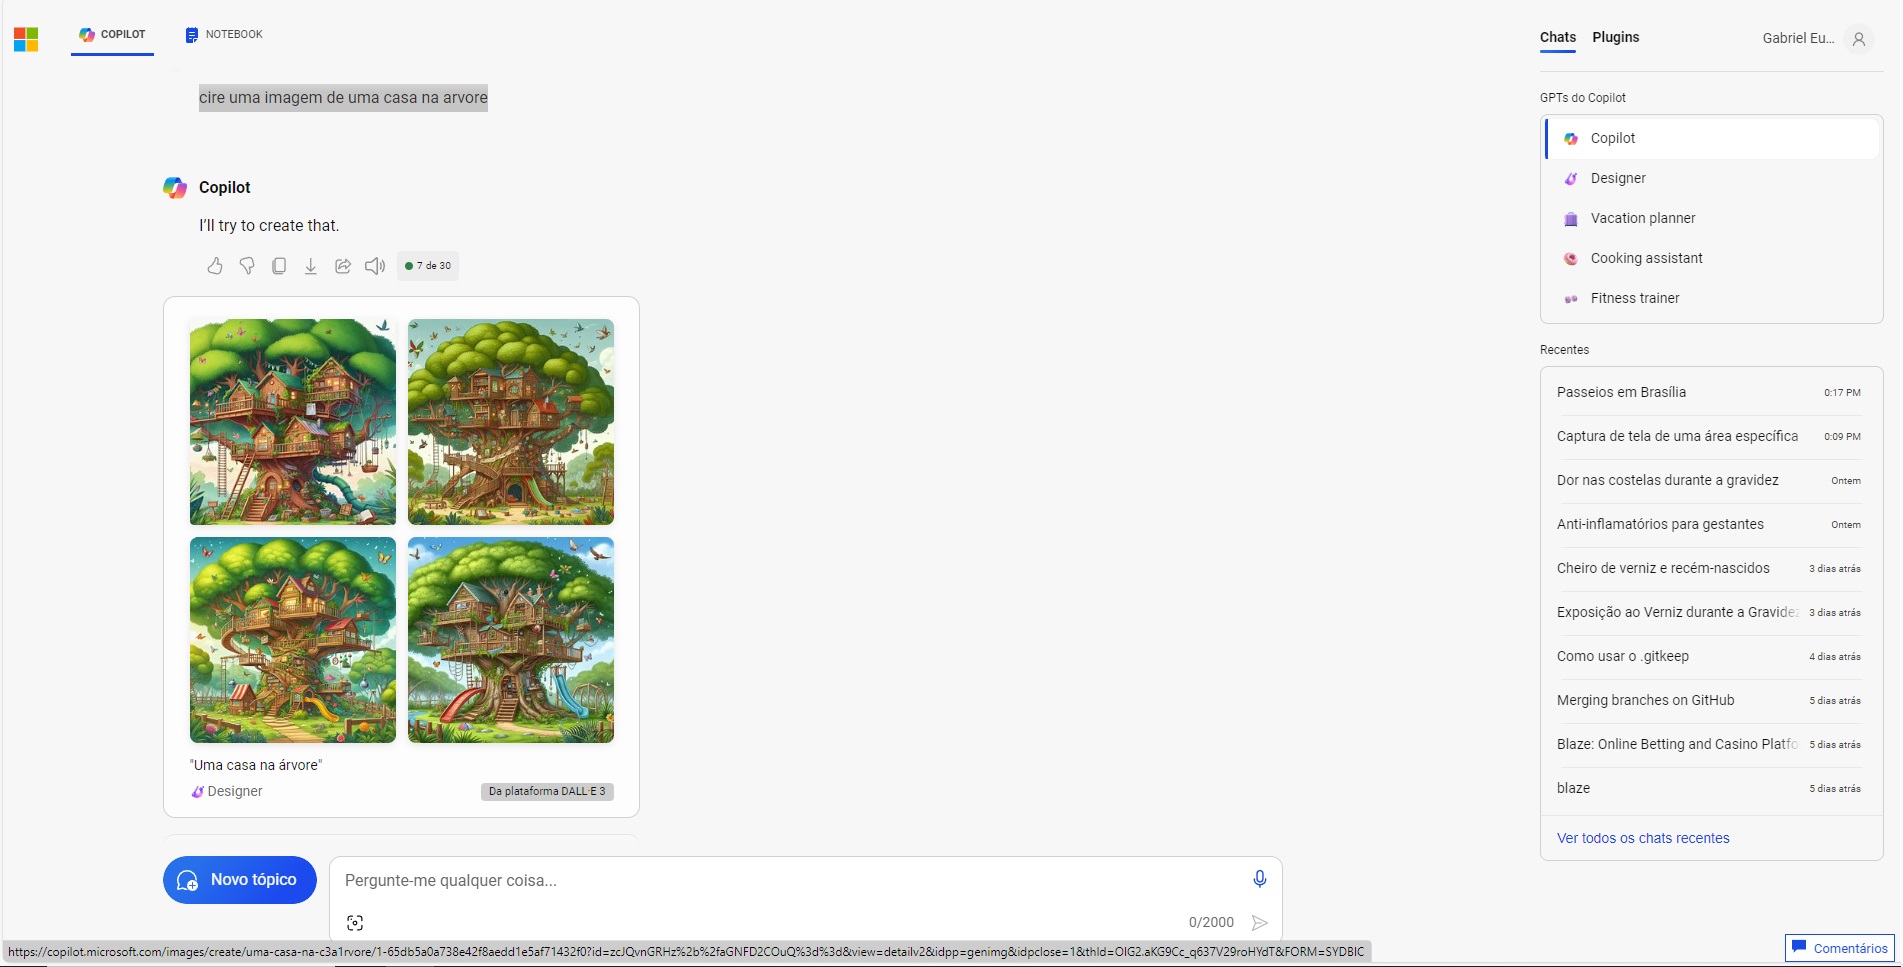 COPILOT
NOTEBOOK
cire uma imagem de uma casa na arvore
Copilot
I'll try to create that.
7 de 30
"Uma casa na árvore"
Designer
Da plataforma DALL·E 3
Novo tópico
Pergunte-me qualquer coisa...
0/2000
https://copilot.microsoft.com/images/create/uma-casa-na-c3a1rvore/1-65db5a0a738e42f8aedd1e5af71432f0?id=zcJQvnGRHz%2b%2faGNFD2COuQ%3d%3d&view=detailv2&idpp=genimg&idpclose=1&thId=OIG2.aKG9Cc_q637V29roHYdT&FORM=SYDBIC
Chats
Plugins
Gabriel Eu...
GPTs do Copilot
Copilot
Designer
Vacation planner
Cooking assistant
Fitness trainer
Recentes
Passeios em Brasília 0:17 PM
Captura de tela de uma área específica 0:09 PM
Dor nas costelas durante a gravidez Ontem
Anti-inflamatórios para gestantes Ontem
Cheiro de verniz e recém-nascidos 3 dias atrás
Exposição ao Verniz durante a Gravidez 3 dias atrás
Como usar o .gitkeep 4 dias atrás
Merging branches on GitHub 5 dias atrás
Blaze: Online Betting and Casino Platfo 5 dias atrás
blaze 5 dias atrás
Ver todos os chats recentes
Comentários